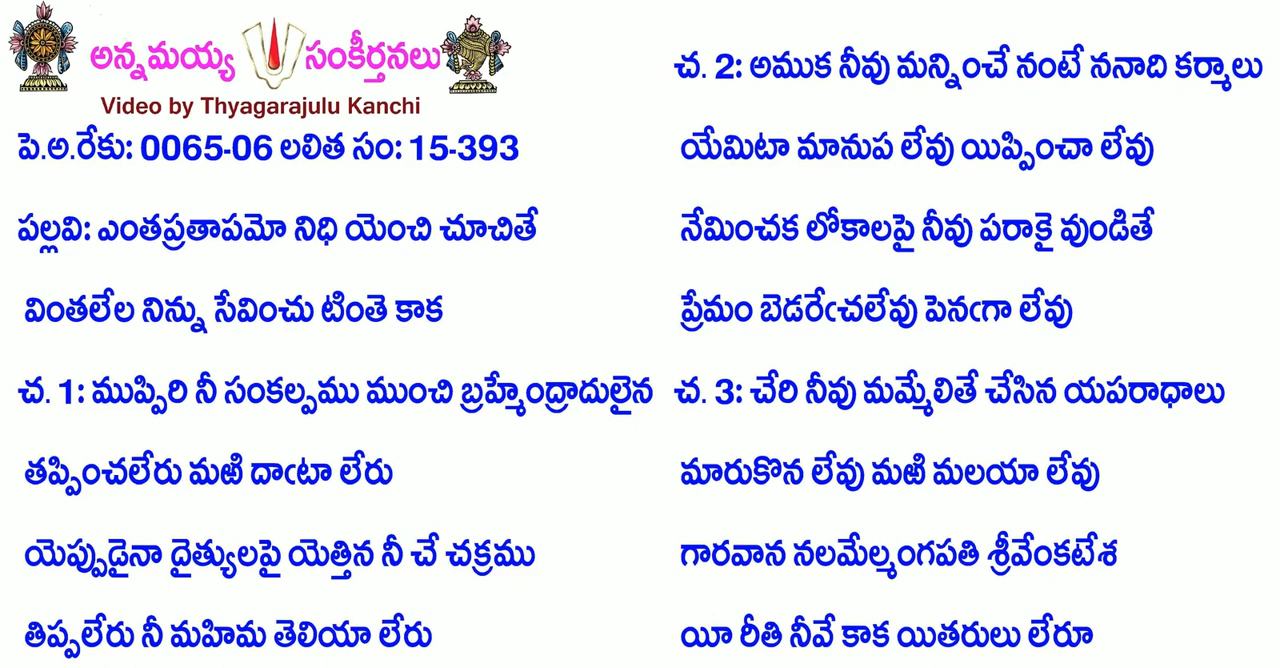 అన్నమయ్య సంకీర్తనలు
Video by Thyagarajulu Kanchi
పె.అ.రేకు: 0065-06 లలిత సం: 15-393
పల్లవి: ఎంతప్రతాపమో నిధి యెంచి చూచితే
వింతలేల నిన్ను సేవించు టింతె కాక
చ. 1: ముప్పిరి నీ సంకల్పము ముంచి బ్రహ్మేంద్రాదులైన
తప్పించలేరు మఱి దాఁటా లేరు
యెప్పుడైనా దైత్యులపై యెత్తిన నీ చే చక్రము
తిప్పలేరు నీ మహిమ తెలియా లేరు
చ. 2: అముక నీవు మన్నించే నంటే ననాది కర్మాలు
యేమిటా మానుప లేవు యిప్పించా లేవు
నేమించక లోకాలపై నీవు పరాకై వుండితే
ప్రేమం బెడరేఁచలేవు పెనఁగా లేవు
చ. 3: చేరి నీవు మమ్మేలితే చేసిన యపరాధాలు
మారుకొన లేవు మఱి మలయా లేవు
గారవాన నలమేల్మంగపతి శ్రీవేంకటేశ
యీ రీతి నీవే కాక యితరులు లేరూ